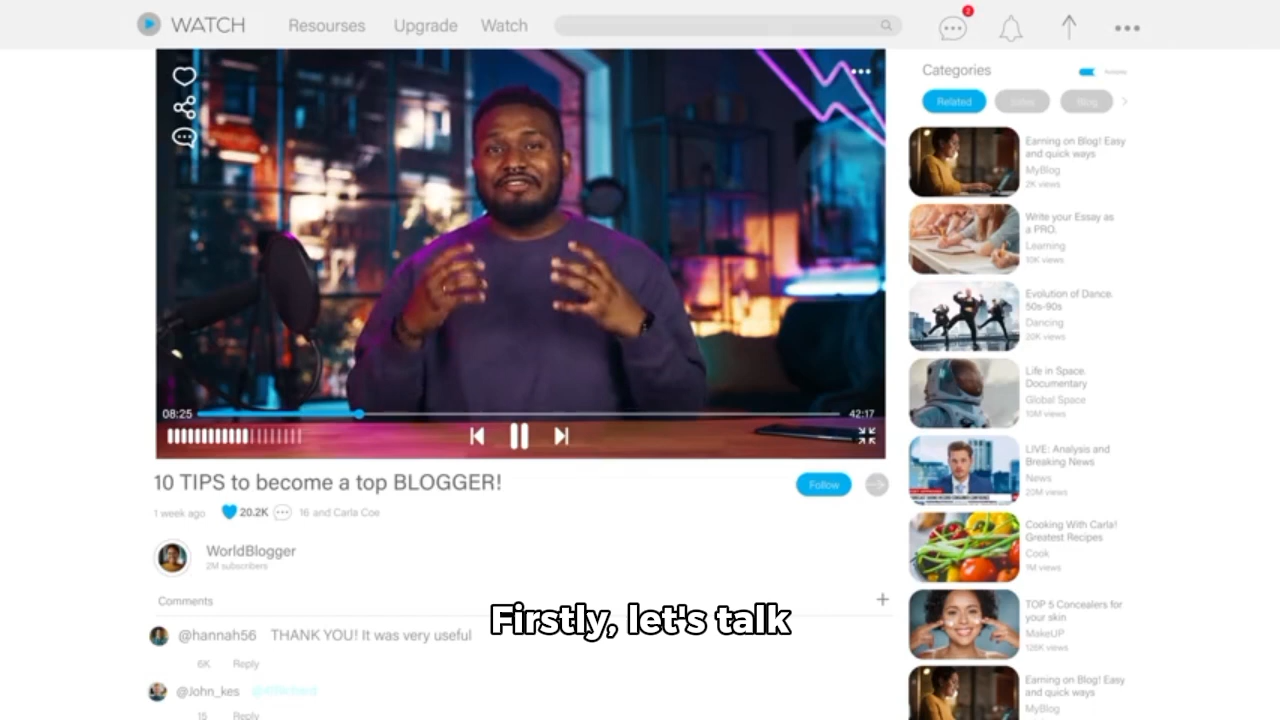 WATCH Resourses Upgrade Watch
2
08:25
42:17
10 TIPS to become a top BLOGGER!
Follow
1 week ago 20.2K 16 and Carla Coe
WorldBlogger
2M subscribers
Comments
Firstly, let's talk
@hannah56 THANK YOU! It was very useful
6K Reply
@John_kes
15 Reply
Categories
Related
Blog
Earning on Blog! Easy
and quick ways
MyBlog
2K views
Write your Essay as
a PRO.
Learning
10K views
Evolution of Dance.
50s-90s
Dancing
20K views
Life in Space.
Documentary
Global Space
10M views
LIVE: Analysis and
Breaking News
News
20M views
Cooking With Carla!
Greatest Recipes
Cook
1M views
TOP 5 Concealers for
your skin
MakeUP
126K views
Earning on Blog! Easy
and quick ways
MyBlog